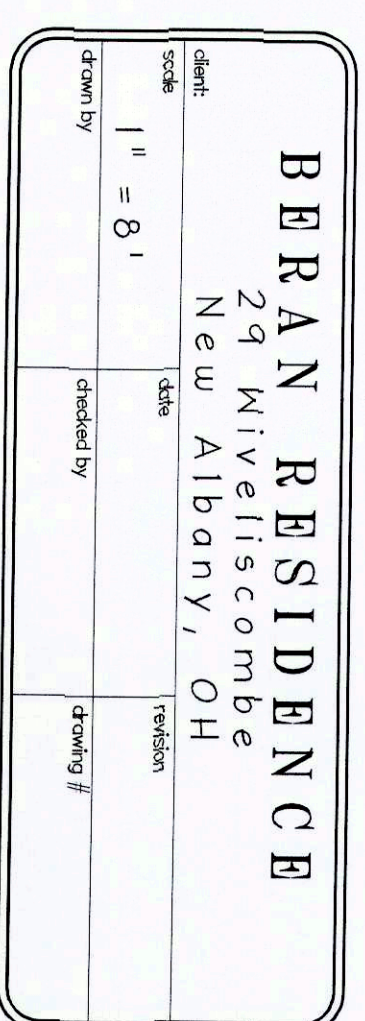 BERAN RESIDENCE
29 Wiveliscombe
New Albany, OH
client:
scale date revision
1" = 8'
drawn by checked by drawing #